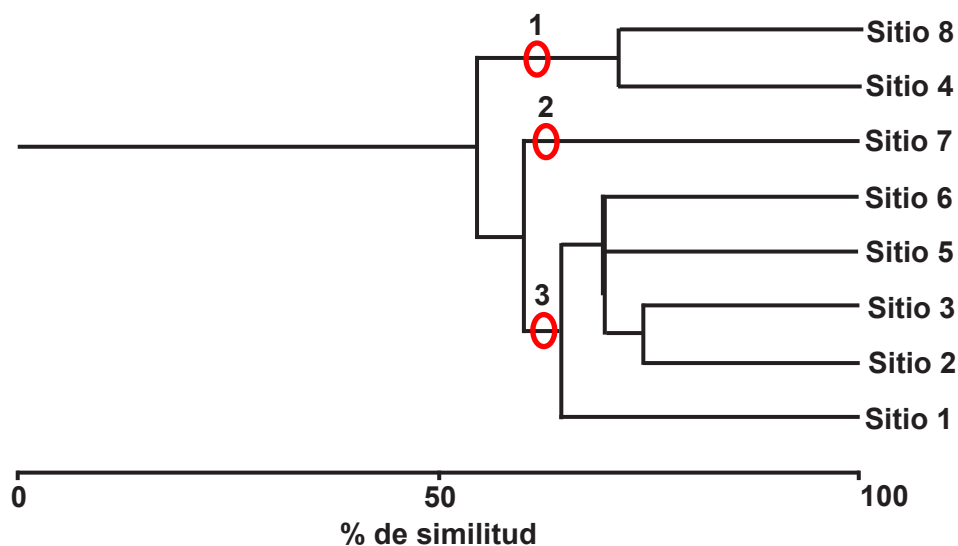 1
Sitio 8
Sitio 4
2
Sitio 7
Sitio 6
Sitio 5
3
Sitio 3
Sitio 2
Sitio 1
0 50 100
% de similitud